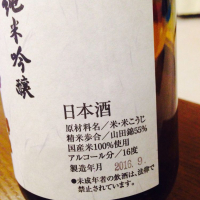 純米吟醸
日本酒
原材料名／米・米こうじ
精米歩合／山田錦55%
国産米100%使用
アルコール分／16度
製造年月 2016.9.
●未成年者の飲酒は、法律で
禁止されています。